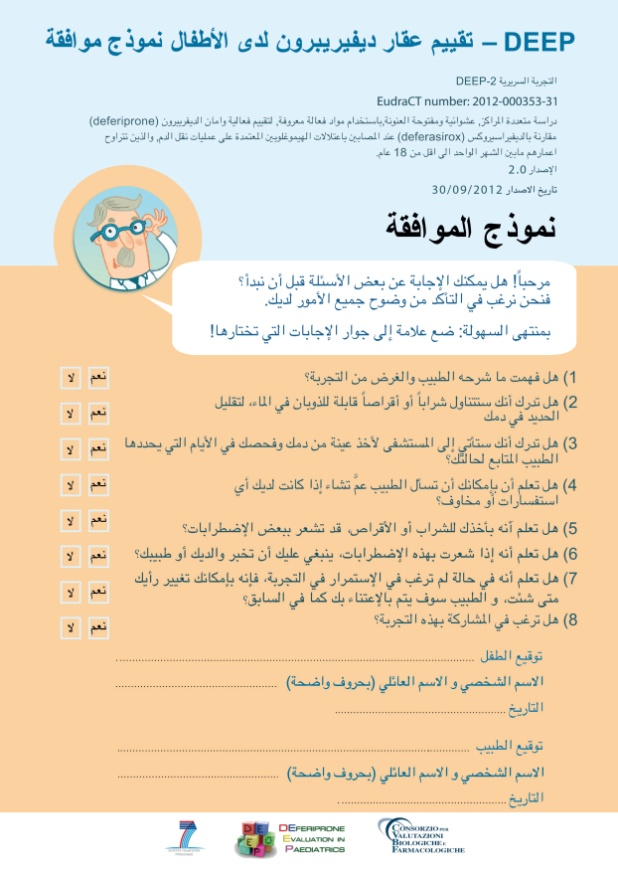 DEEP – تقييم عقار ديفيريبرون لدى الأطفال نموذج موافقة
التجربة السريرية DEEP-2
EudraCT number: 2012-000353-31
دراسة متعددة المراكز, عشوائية ومفتوحة العنونة,باستخدام مواد فعالة معروفة, لتقييم فعالية وامان الديفريبرون (deferiprone)
مقارنة بالديفيراسيروكس (deferasirox) عند المصابين باعتلالات الهيموغلوبين المعتمدة على عمليات نقل الدم, والذين تتراوح
اعمارهم مابين الشهر الواحد الى اقل من 18 عام.
الإصدار 2.0
تاريخ الاصدار 30/09/2012
نموذج الموافقة
مرحباً! هل يمكنك الإجابة عن بعض الأسئلة قبل أن نبدأ؟
فنحن نرغب في التأكد من وضوح جميع الأمور لديك.
بمنتهى السهولة: ضع علامة إلى جوار الإجابات التي تختارها!
1) هل فهمت ما شرحه الطبيب والغرض من التجربة؟ نعم لا
2) هل تدرك أنك ستتناول شراباً أو أقراصاً قابلة للذوبان في الماء، لتقليل
الحديد في دمك نعم لا
3) هل تدرك أنك ستأتي إلى المستشفى لأخذ عينة من دمك وفحصك في الأيام التي يحددها
الطبيب المتابع لحالتك؟ نعم لا
4) هل تعلم أن بإمكانك أن تسأل الطبيب عمَّ تشاء إذا كانت لديك أي
استفسارات أو مخاوف؟ نعم لا
5) هل تعلم أنه بأخذك للشراب أو الأقراص، قد تشعر ببعض الإضطرابات؟ نعم لا
6) هل تعلم أنه إذا شعرت بهذه الإضطرابات، ينبغي عليك أن تخبر والديك أو طبيبك؟ نعم لا
7) هل تعلم أنه في حالة لم ترغب في الإستمرار في التجربة، فإنه بإمكانك تغيير رأيك
متى شئت، و الطبيب سوف يتم بالإعتناء بك كما في السابق؟ نعم لا
8) هل ترغب في المشاركة بهذه التجربة؟ نعم لا
توقيع الطفل
الاسم الشخصي و الاسم العائلي (بحروف واضحة)
التاريخ
توقيع الطبيب
الاسم الشخصي و الاسم العائلي (بحروف واضحة)
التاريخ
7
DEEP
DEFERIPRONE
EVALUATION IN
PAEDIATRICS
CONSORZIO PER
VALUTAZIONI
BIOLOGICHE E
FARMACOLOGICHE